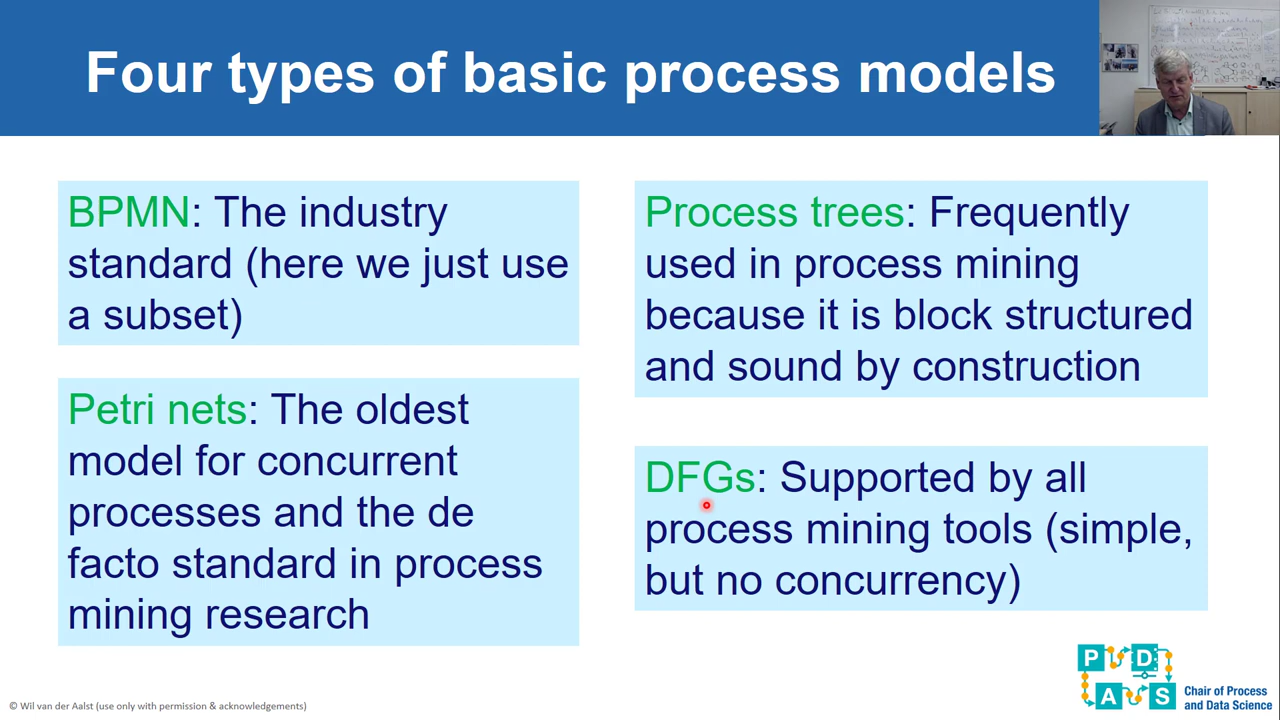 Four types of basic process models
BPMN: The industry
standard (here we just use
a subset)
Petri nets: The oldest
model for concurrent
processes and the de
facto standard in process
mining research
Process trees: Frequently
used in process mining
because it is block structured
and sound by construction
DFGs: Supported by all
process mining tools (simple,
but no concurrency)
© Wil van der Aalst (use only with permission & acknowledgements)
P D
A S
Chair of Process
and Data Science